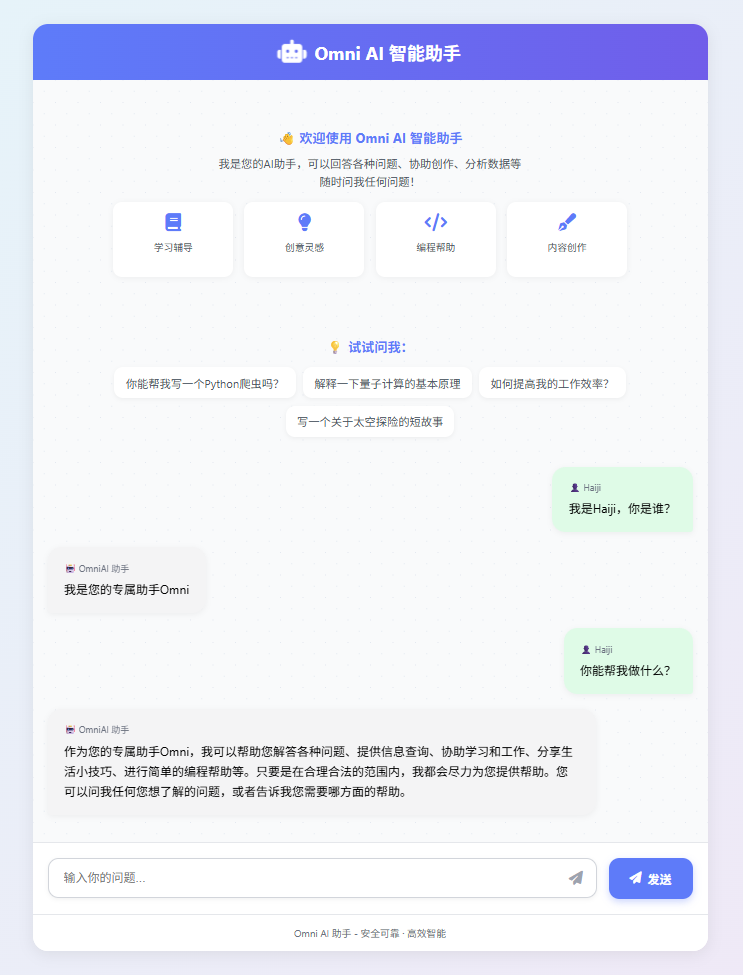 Omni AI 智能助手
欢迎使用 Omni AI 智能助手
我是您的AI助手，可以回答各种问题、协助创作、分析数据等
随时问我任何问题！
学习辅导
创意灵感
编程帮助
内容创作
试试问我：
你能帮我写一个Python爬虫吗？
解释一下量子计算的基本原理
如何提高我的工作效率？
写一个关于太空探险的短故事
Haiji
我是Haiji，你是谁？
OmniAI 助手
我是您的专属助手Omni
Haiji
你能帮我做什么？
OmniAI 助手
作为您的专属助手Omni，我可以帮助您解答各种问题、提供信息查询、协助学习和工作、分享生
活小技巧、进行简单的编程帮助等。只要是在合理合法的范围内，我都会尽力为您提供帮助。您
可以问我任何您想了解的问题，或者告诉我您需要哪方面的帮助。
输入你的问题...
发送
Omni AI 助手 - 安全可靠 · 高效智能